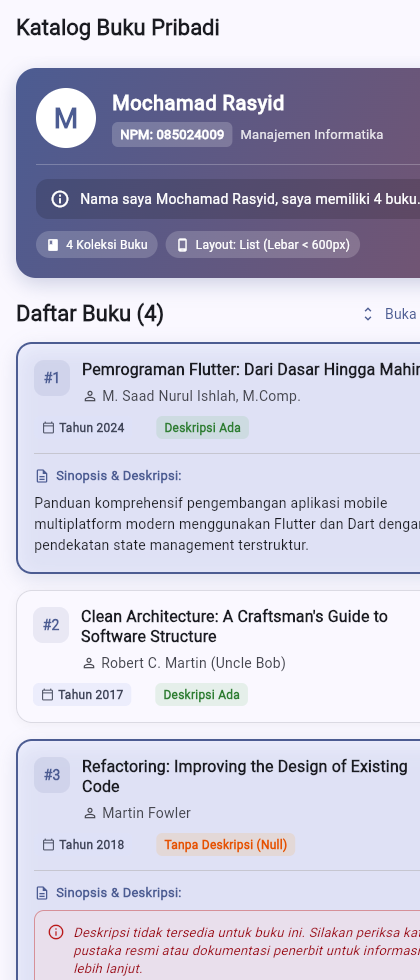 Katalog Buku Pribadi
M
Mochamad Rasyid
NPM: 085024009 Manajemen Informatika
Nama saya Mochamad Rasyid, saya memiliki 4 buku.
4 Koleksi Buku Layout: List (Lebar < 600px)
Daftar Buku (4) Buka
#1 Pemrograman Flutter: Dari Dasar Hingga Mahir
M. Saad Nurul Ishlah, M.Comp.
Tahun 2024 Deskripsi Ada
Sinopsis & Deskripsi:
Panduan komprehensif pengembangan aplikasi mobile
multiplatform modern menggunakan Flutter dan Dart dengan
pendekatan state management terstruktur.
#2 Clean Architecture: A Craftsman's Guide to
Software Structure
Robert C. Martin (Uncle Bob)
Tahun 2017 Deskripsi Ada
#3 Refactoring: Improving the Design of Existing
Code
Martin Fowler
Tahun 2018 Tanpa Deskripsi (Null)
Sinopsis & Deskripsi:
Deskripsi tidak tersedia untuk buku ini. Silakan periksa
pustaka resmi atau dokumentasi penerbit untuk informasi
lebih lanjut.